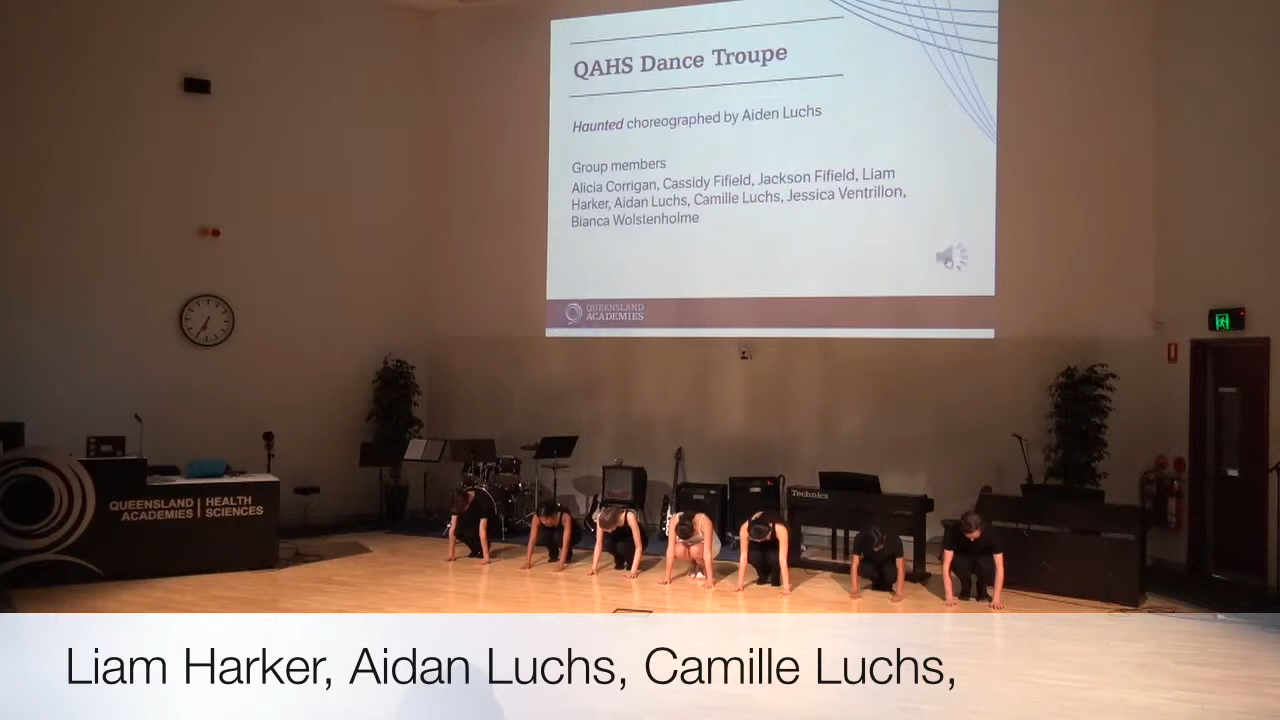 QAHS Dance Troupe
Haunted choreographed by Aiden Luchs
Group members
Alicia Corrigan, Cassidy Fifield, Jackson Fifield, Liam
Harker, Aidan Luchs, Camille Luchs, Jessica Ventrillon,
Bianca Wolstenholme
QUEENSLAND
ACADEMIES
QUEENSLAND
ACADEMIES
HEALTH
SCIENCES
Technics
Liam Harker, Aidan Luchs, Camille Luchs,